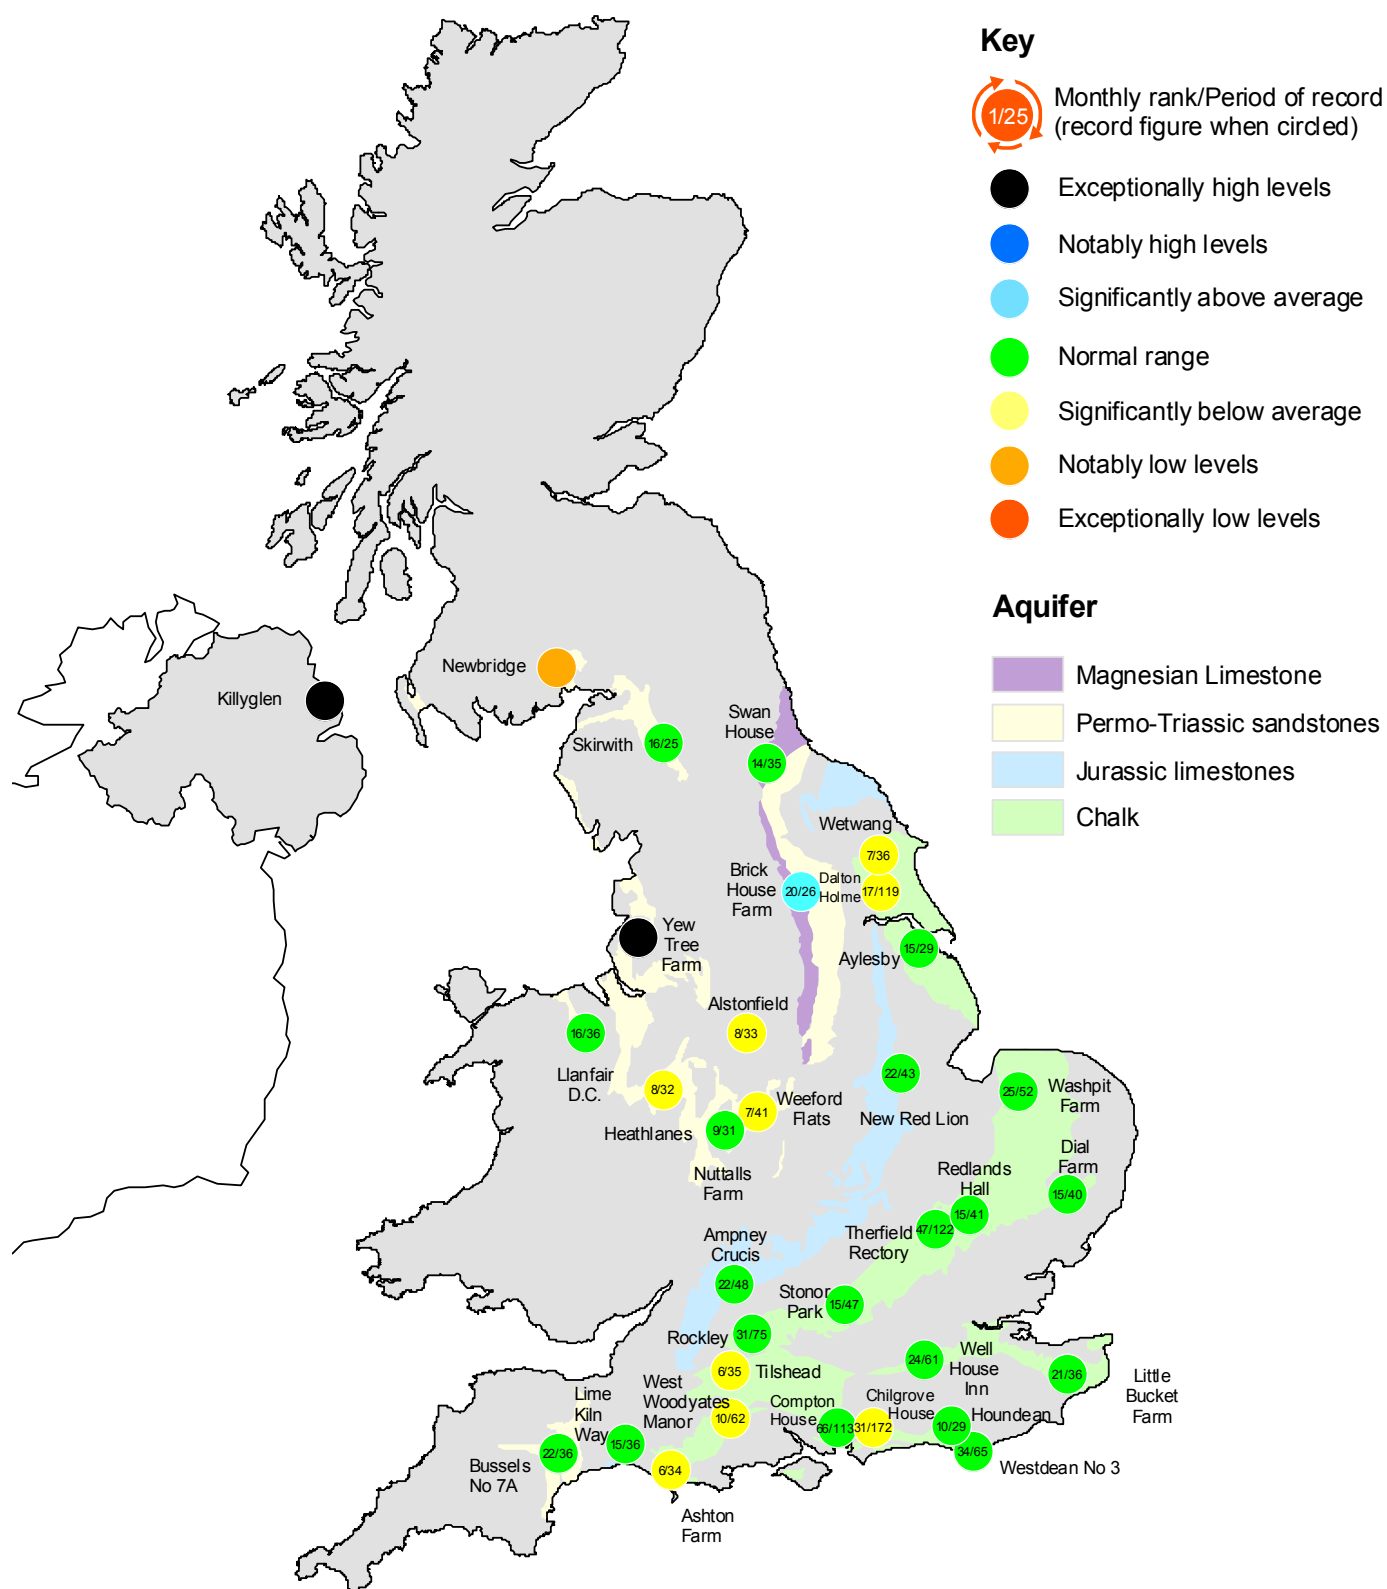 Key
1/25
Monthly rank/Period of record
(record figure when circled)
Exceptionally high levels
Notably high levels
Significantly above average
Normal range
Significantly below average
Notably low levels
Exceptionally low levels
Aquifer
Magnesian Limestone
Permo-Triassic sandstones
Jurassic limestones
Chalk
Newbridge
Killyglen
Skirwith
16/25
Swan
House
14/35
Wetwang
7/36
Brick
House
Farm
20/26
Dalton
Holme
17/119
Yew
Tree
Farm
Aylesby
15/29
Alstonfield
8/33
16/36
Llanfair
D.C.
8/32
Heathlanes
7/41
Weeford
Flats
9/31
Nuttalls
Farm
22/43
New Red Lion
25/52
Washpit
Farm
Dial
Farm
15/40
Redlands
Hall
15/41
47/122
Therfield
Rectory
Ampney
Crucis
22/48
Stonor
Park
15/47
Rockley
31/75
6/35
Tilshead
24/61
Well
House
Inn
21/36
Little
Bucket
Farm
West
Woodyates
Manor
10/62
Lime
Kiln
Way
15/36
Compton
House
66/113
Chilgrove
House
31/172
10/29
Houndean
34/65
Westdean No 3
22/36
Bussels
No 7A
6/34
Ashton
Farm